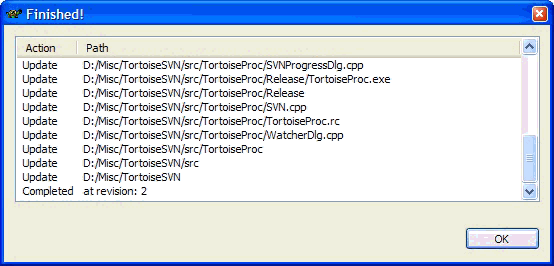 Finished!
Action Path
Update D:/Misc/TortoiseSVN/src/TortoiseProc/SVNProgressDlg.cpp
Update D:/Misc/TortoiseSVN/src/TortoiseProc/Release/TortoiseProc.exe
Update D:/Misc/TortoiseSVN/src/TortoiseProc/Release
Update D:/Misc/TortoiseSVN/src/TortoiseProc/SVN.cpp
Update D:/Misc/TortoiseSVN/src/TortoiseProc/TortoiseProc.rc
Update D:/Misc/TortoiseSVN/src/TortoiseProc/WatcherDlg.cpp
Update D:/Misc/TortoiseSVN/src/TortoiseProc
Update D:/Misc/TortoiseSVN/src
Update D:/Misc/TortoiseSVN
Completed at revision: 2
OK